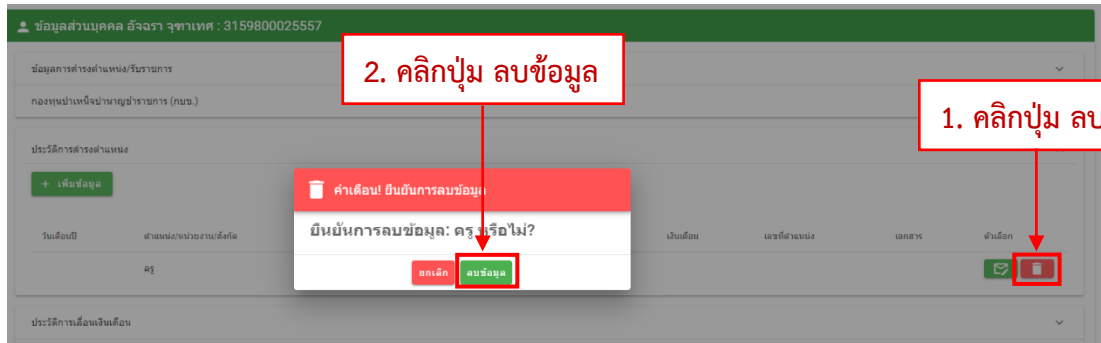 ข้อมูลส่วนบุคคล อัจฉรา จุฑาเทศ : 3159800025557
2. คลิกปุ่ม ลบข้อมูล
ข้อมูลการดำรงตำแหน่ง/รับราชการ
กองทุนบำเหน็จบำนาญข้าราชการ (กบข.)
1. คลิกปุ่ม ลบ
ประวัติการดำรงตำแหน่ง
+ เพิ่มข้อมูล
คำเตือน! ยืนยันการลบข้อมูล
ยืนยันการลบข้อมูล: ครู หรือไม่?
วันเดือนปี ตำแหน่ง/หน่วยงาน/สังกัด เงินเดือน เลขที่ตำแหน่ง เอกสาร ตัวเลือก
ครู
ยกเลิก ลบข้อมูล
ประวัติการเลื่อนเงินเดือน